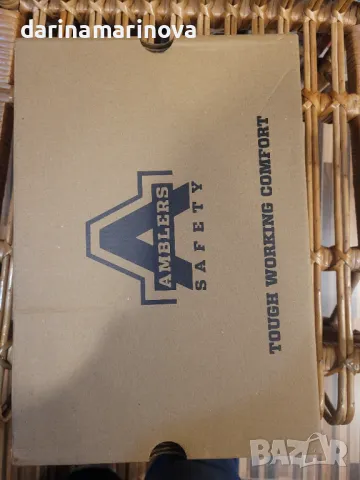 darinamarinova
AMBLERS
SAFETY
TOUGH WORKING COMFORT
BAZAR